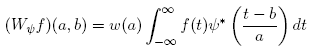 (W_ψ f)(a, b) = w(a) ∫_{-∞}^{∞} f(t) ψ* ( (t − b) / a ) dt